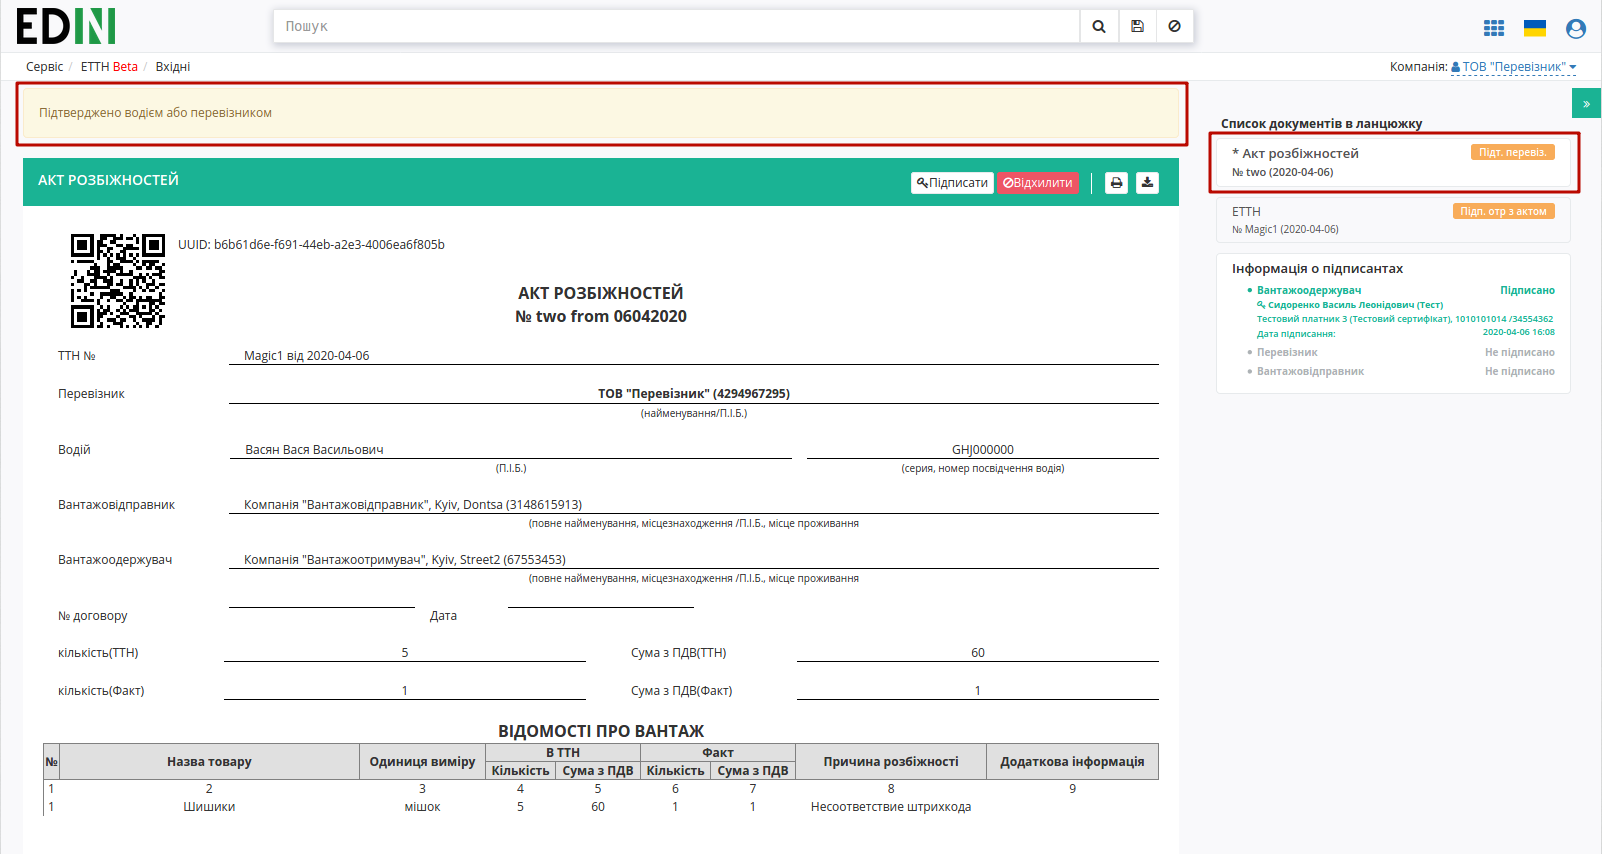 EDIN
Пошук
Сервіс / ЕТТН Beta / Вхідні
Компанія: ТОВ "Перевізник"
Підтверджено водієм або перевізником
АКТ РОЗБІЖНОСТЕЙ
Підписати
Відхилити
UUID: b6b61d6e-f691-44eb-a2e3-4006ea6f805b
АКТ РОЗБІЖНОСТЕЙ
№ two from 06042020
ТТН № Magic1 від 2020-04-06
Перевізник ТОВ "Перевізник" (4294967295)
(найменування/П.І.Б.)
Водій Васян Вася Васильович GHJ000000
(П.І.Б.) (серия, номер посвідчення водія)
Вантажовідправник Компанія "Вантажовідправник", Kyiv, Dontsa (3148615913)
(повне найменування, місцезнаходження /П.І.Б., місце проживання
Вантажоодержувач Компанія "Вантажоотримувач", Kyiv, Street2 (67553453)
(повне найменування, місцезнаходження /П.І.Б., місце проживання
№ договору Дата
кількість(ТТН) 5 Сума з ПДВ(ТТН) 60
кількість(Факт) 1 Сума з ПДВ(Факт) 1
ВІДОМОСТІ ПРО ВАНТАЖ
№ Назва товару Одиниця виміру В ТТН Факт Причина розбіжності Додаткова інформація
Кількість Сума з ПДВ Кількість Сума з ПДВ
1 2 3 4 5 6 7 8 9
1 Шишики мішок 5 60 1 1 Несоответствие штрихкода
»
Список документів в ланцюжку
* Акт розбіжностей Підт. перевіз.
№ two (2020-04-06)
ЕТТН Підп. отр з актом
№ Magic1 (2020-04-06)
Інформація о підписантах
Вантажоодержувач Підписано
Сидоренко Василь Леонідович (Тест)
Тестовий платник 3 (Тестовий сертифікат), 1010101014 /34554362
Дата підписання: 2020-04-06 16:08
Перевізник Не підписано
Вантажовідправник Не підписано